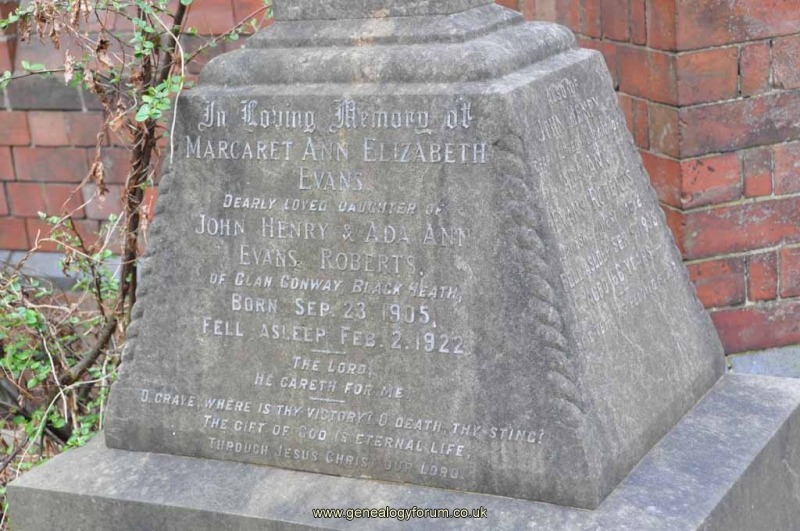 In Loving Memory of
MARGARET ANN ELIZABETH
EVANS
DEARLY LOVED DAUGHTER OF
JOHN HENRY & ADA ANN
EVANS ROBERTS,
OF GLAN CONWAY BLACK HEATH,
BORN SEP. 23 1905,
FELL ASLEEP FEB. 2. 1922
THE LORD,
HE CARETH FOR ME
O GRAVE, WHERE IS THY VICTORY? O DEATH, THY STING?
THE GIFT OF GOD IS ETERNAL LIFE,
THROUGH JESUS CHRIST OUR LORD.
JOHN HENRY
www.genealogyforum.co.uk